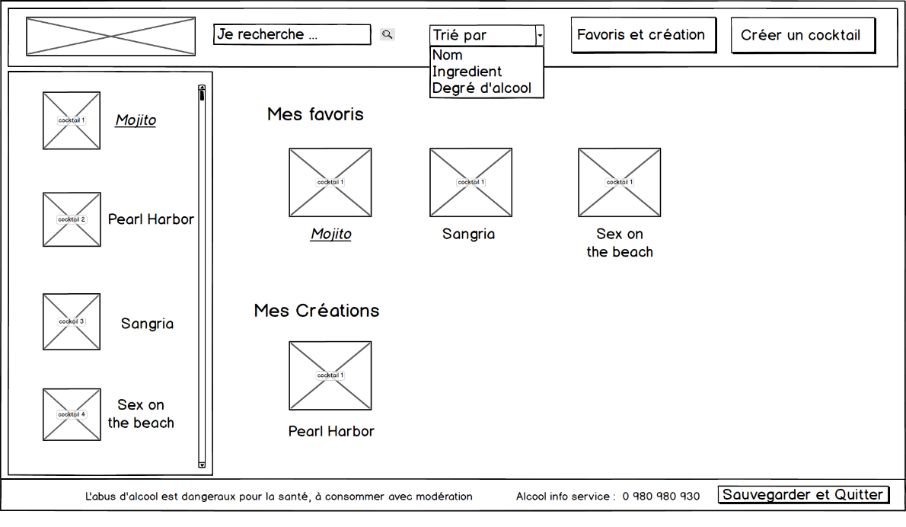 Je recherche ...
Trié par
Nom
Ingredient
Degré d'alcool
Favoris et création
Créer un cocktail
cocktail 1
Mojito
cocktail 2
Pearl Harbor
cocktail 3
Sangria
cocktail 4
Sex on
the beach
Mes favoris
cocktail 1
cocktail 1
cocktail 1
Mojito
Sangria
Sex on
the beach
Mes Créations
cocktail 1
Pearl Harbor
L'abus d'alcool est dangeraux pour la santé, à consommer avec modération
Alcool info service : 0 980 980 930
Sauvegarder et Quitter